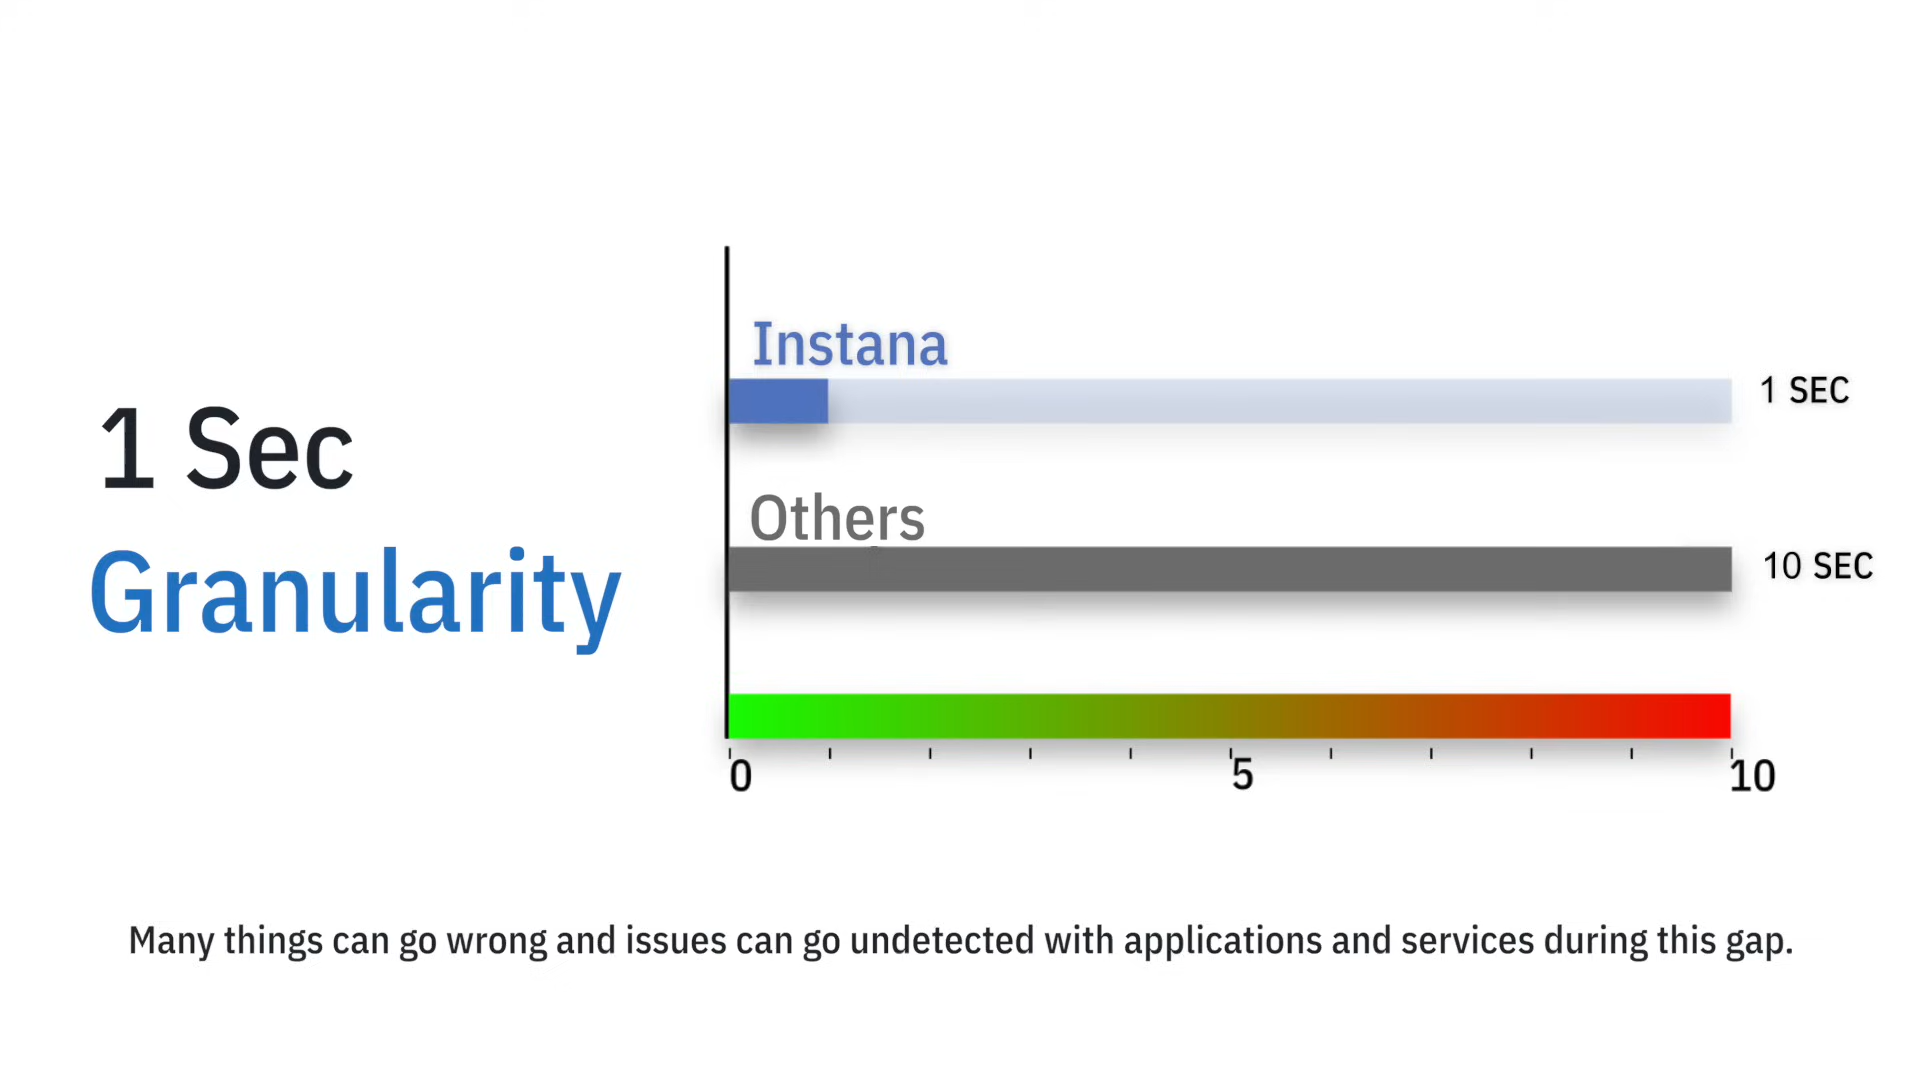 1 Sec
Granularity
Instana
1 SEC
Others
10 SEC
0 5 10
Many things can go wrong and issues can go undetected with applications and services during this gap.